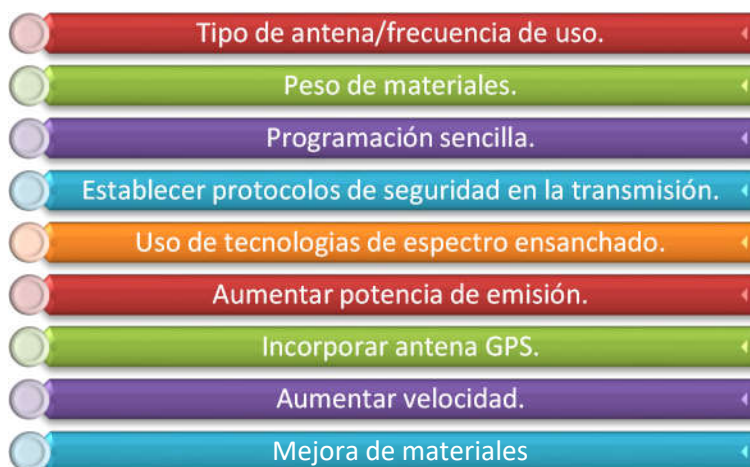 Tipo de antena/frecuencia de uso.
Peso de materiales.
Programación sencilla.
Establecer protocolos de seguridad en la transmisión.
Uso de tecnologias de espectro ensanchado.
Aumentar potencia de emisión.
Incorporar antena GPS.
Aumentar velocidad.
Mejora de materiales